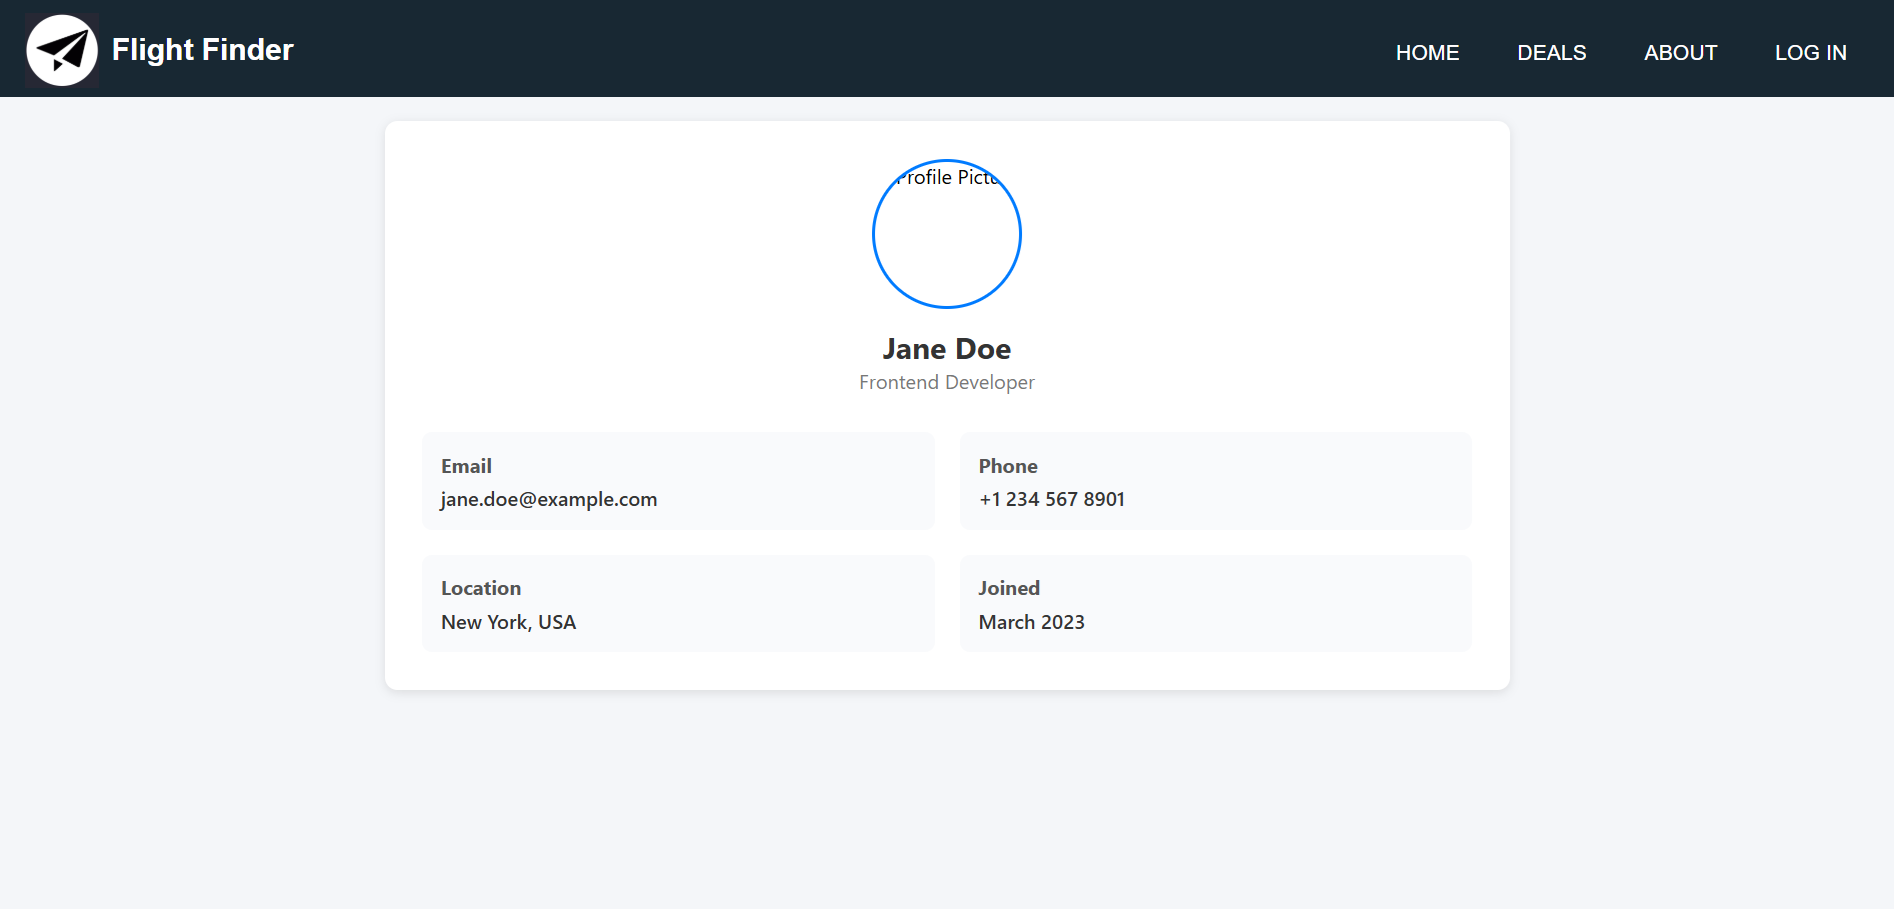 Flight Finder
HOME DEALS ABOUT LOG IN
Profile Pictu
Jane Doe
Frontend Developer
Email
jane.doe@example.com
Phone
+1 234 567 8901
Location
New York, USA
Joined
March 2023